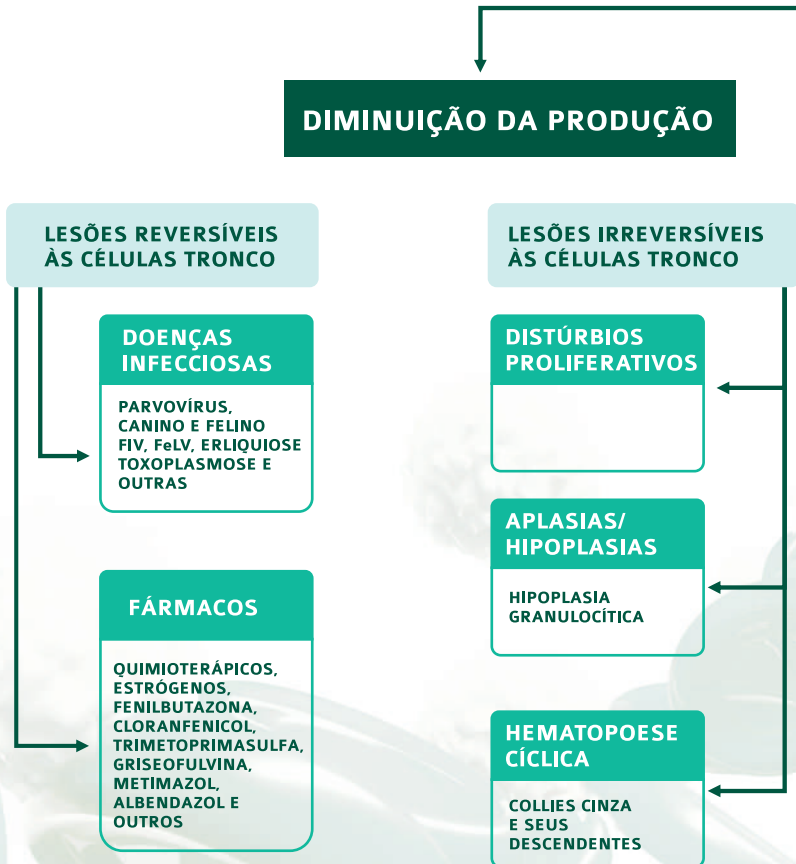 DIMINUIÇÃO DA PRODUÇÃO
LESÕES REVERSÍVEIS
ÀS CÉLULAS TRONCO
DOENÇAS
INFECCIOSAS
PARVOVÍRUS,
CANINO E FELINO
FIV, FeLV, ERLIQUIOSE
TOXOPLASMOSE E
OUTRAS
FÁRMACOS
QUIMIOTERÁPICOS,
ESTRÓGENOS,
FENILBUTAZONA,
CLORANFENICOL,
TRIMETOPRIMASULFA,
GRISEOFULVINA,
METIMAZOL,
ALBENDAZOL E
OUTROS
LESÕES IRREVERSÍVEIS
ÀS CÉLULAS TRONCO
DISTÚRBIOS
PROLIFERATIVOS
APLASIAS/
HIPOPLASIAS
HIPOPLASIA
GRANULOCÍTICA
HEMATOPOESE
CÍCLICA
COLLIES CINZA
E SEUS
DESCENDENTES